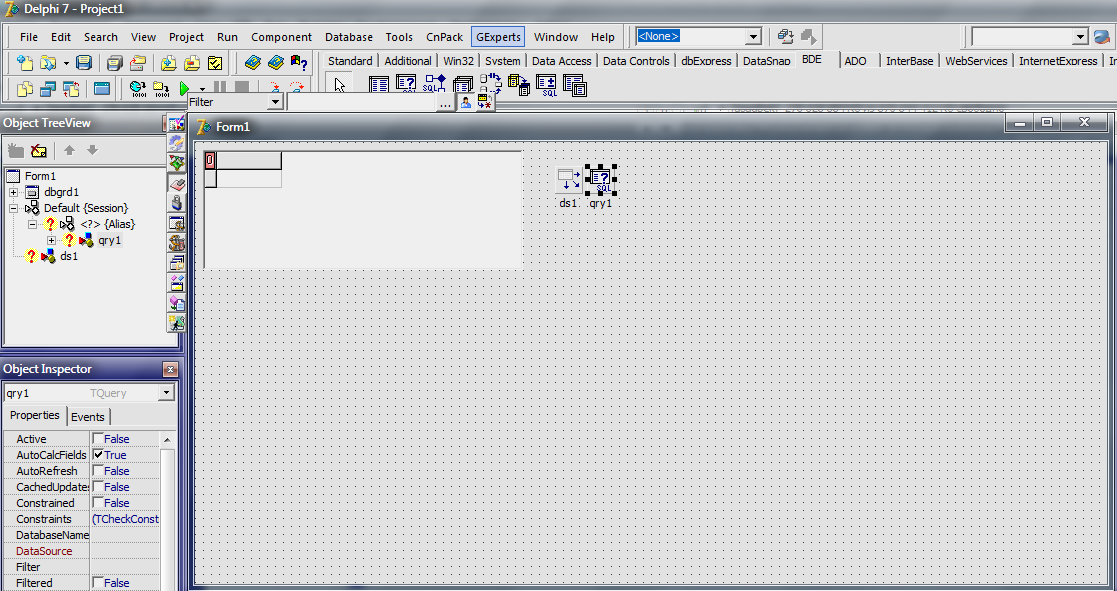 Delphi 7 - Project1
File Edit Search View Project Run Component Database Tools CnPack GExperts Window Help <None>
Standard Additional Win32 System Data Access Data Controls dbExpress DataSnap BDE ADO InterBase WebServices InternetExpress
Filter ...
Object TreeView
Form1
dbgrd1
Default {Session}
<?> {Alias}
qry1
ds1
Form1
ds1 qry1
Object Inspector
qry1 TQuery
Properties Events
Active False
AutoCalcFields True
AutoRefresh False
CachedUpdates False
Constrained False
Constraints (TCheckConst
DatabaseName
DataSource
Filter
Filtered False